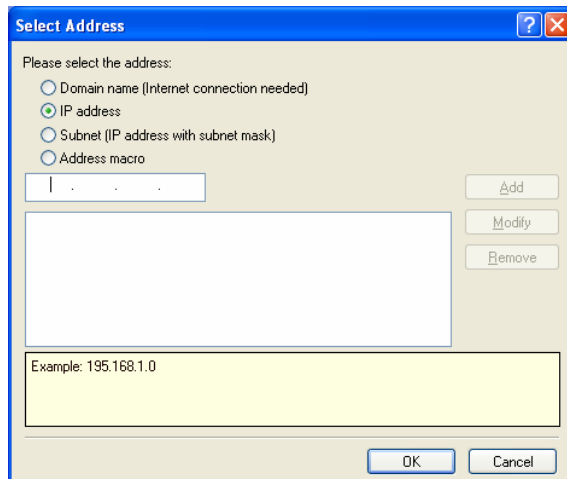 Select Address
?
Please select the address:
Domain name (Internet connection needed)
IP address
Subnet (IP address with subnet mask)
Address macro
. . .
Add
Modify
Remove
Example: 195.168.1.0
OK
Cancel